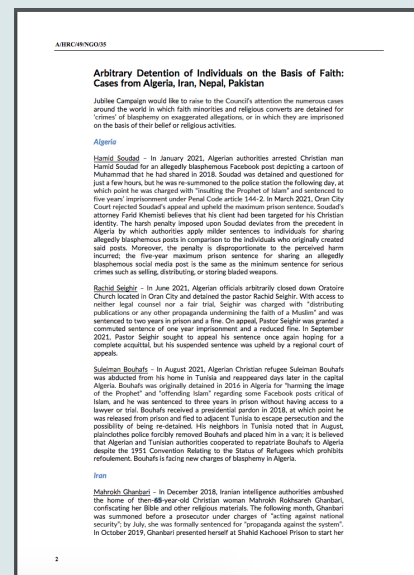 A/HRC/49/NGO/35
Arbitrary Detention of Individuals on the Basis of Faith:
Cases from Algeria, Iran, Nepal, Pakistan
Jubilee Campaign would like to raise to the Council's attention the numerous cases
around the world in which faith minorities and religious converts are detained for
'crimes' of blasphemy on exaggerated allegations, or in which they are imprisoned
on the basis of their belief or religious activities.
Algeria
Hamid Soudad – In January 2021, Algerian authorities arrested Christian man
Hamid Soudad for an allegedly blasphemous Facebook post depicting a cartoon of
Muhammad that he had shared in 2018. Soudad was detained and questioned for
just a few hours, but he was re-summoned to the police station the following day, at
which point he was charged with "insulting the Prophet of Islam" and sentenced to
five years' imprisonment under Penal Code article 144-2. In March 2021, Oran City
Court rejected Soudad's appeal and upheld the maximum prison sentence. Soudad's
attorney Farid Khemisti believes that his client had been targeted for his Christian
identity. The harsh penalty imposed upon Soudad deviates from the precedent in
Algeria by which authorities apply milder sentences to individuals for sharing
allegedly blasphemous posts in comparison to the individuals who originally created
said posts. Moreover, the penalty is disproportionate to the perceived harm
incurred; the five-year maximum prison sentence for sharing an allegedly
blasphemous social media post is the same as the minimum sentence for serious
crimes such as selling, distributing, or storing bladed weapons.
Rachid Seighir – In June 2021, Algerian officials arbitrarily closed down Oratoire
Church located in Oran City and detained the pastor Rachid Seighir. With access to
neither legal counsel nor a fair trial, Seighir was charged with "distributing
publications or any other propaganda undermining the faith of a Muslim" and was
sentenced to two years in prison and a fine. On appeal, Pastor Seighir was granted a
commuted sentence of one year imprisonment and a reduced fine. In September
2021, Pastor Seighir sought to appeal his sentence once again hoping for a
complete acquittal, but his suspended sentence was upheld by a regional court of
appeals.
Suleiman Bouhafs – In August 2021, Algerian Christian refugee Suleiman Bouhafs
was abducted from his home in Tunisia and reappeared days later in the capital
Algeria. Bouhafs was originally detained in 2016 in Algeria for "harming the image
of the Prophet" and "offending Islam" regarding some Facebook posts critical of
Islam, and he was sentenced to three years in prison without having access to a
lawyer or trial. Bouhafs received a presidential pardon in 2018, at which point he
was released from prison and fled to adjacent Tunisia to escape persecution and the
possibility of being re-detained. His neighbors in Tunisia noted that in August,
plainclothes police forcibly removed Bouhafs and placed him in a van; it is believed
that Algerian and Tunisian authorities cooperated to repatriate Bouhafs to Algeria
despite the 1951 Convention Relating to the Status of Refugees which prohibits
refoulement. Bouhafs is facing new charges of blasphemy in Algeria.
Iran
Mahrokh Ghanbari – In December 2018, Iranian intelligence authorities ambushed
the home of then-65-year-old Christian woman Mahrokh Rokhsareh Ghanbari,
confiscating her Bible and other religious materials. The following month, Ghanbari
was summoned before a prosecutor under charges of "acting against national
security"; by July, she was formally sentenced for "propaganda against the system".
In October 2019, Ghanbari presented herself at Shahid Kachooei Prison to start her
2